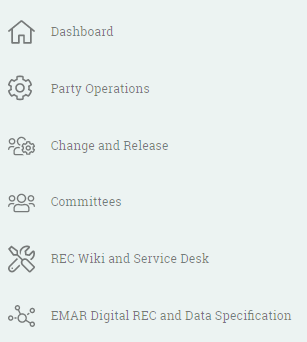 Dashboard
Party Operations
Change and Release
Committees
REC Wiki and Service Desk
EMAR Digital REC and Data Specification